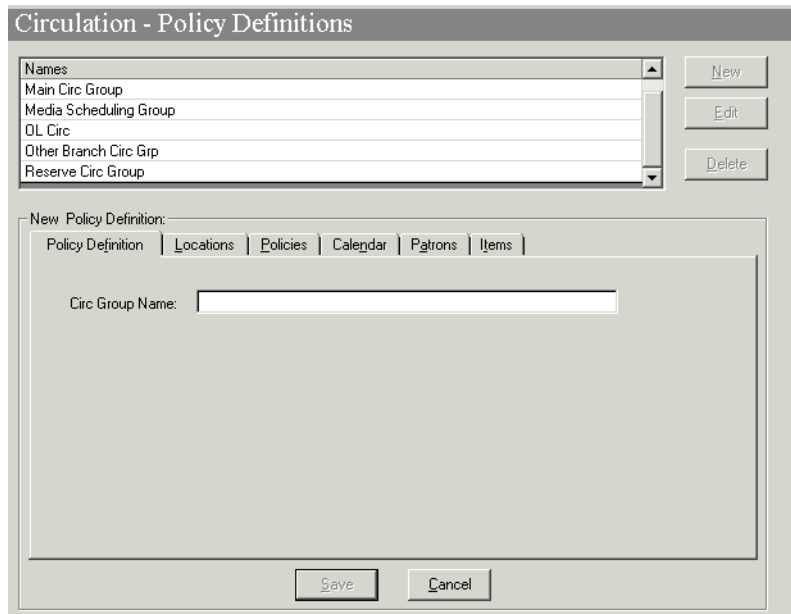 Circulation - Policy Definitions
Names
New
Main Circ Group
Media Scheduling Group
Edit
OL Circ
Other Branch Circ Grp
Delete
Reserve Circ Group
New Policy Definition:
Policy Definition Locations Policies Calendar Patrons Items
Circ Group Name:
Save Cancel